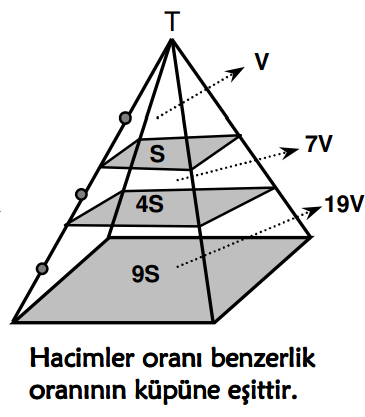 T
V
S
7V
4S
19V
9S
Hacimler oranı benzerlik
oranının küpüne eşittir.